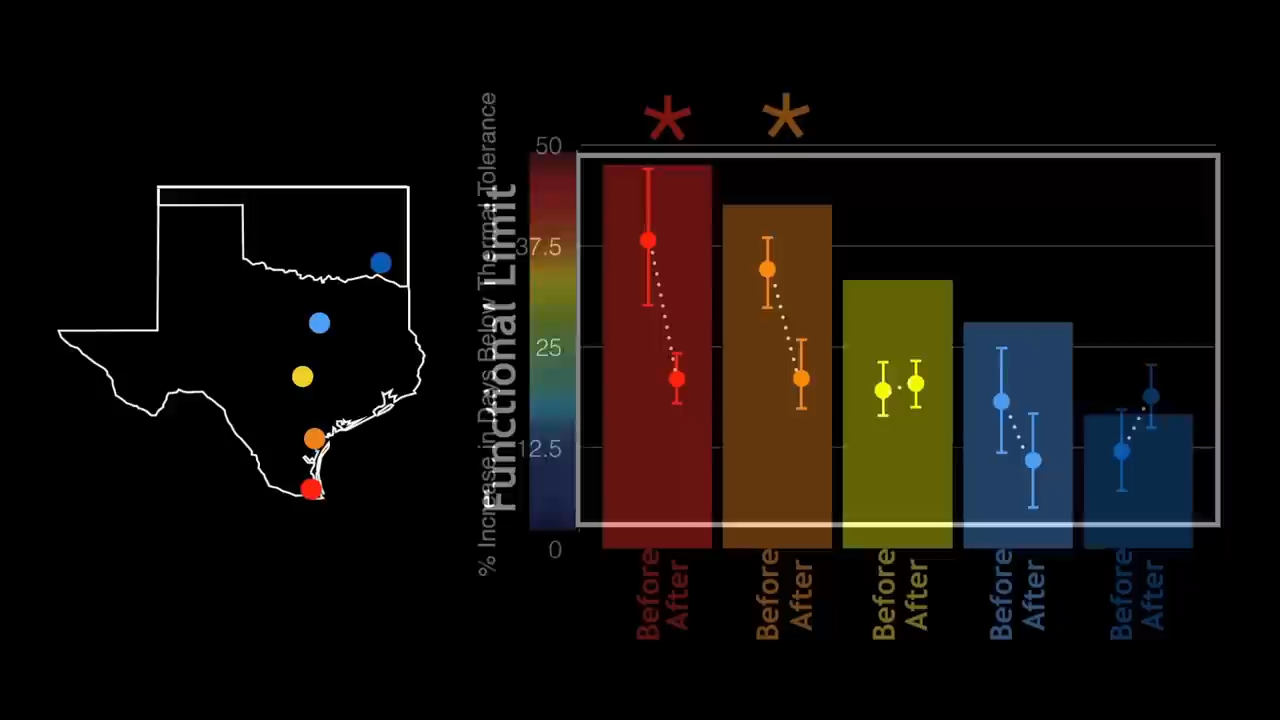 * *
% Increase in Days Below Thermal Tolerance
Functional Limit
50
37.5
25
12.5
0
Before
After
Before
After
Before
After
Before
After
Before
After